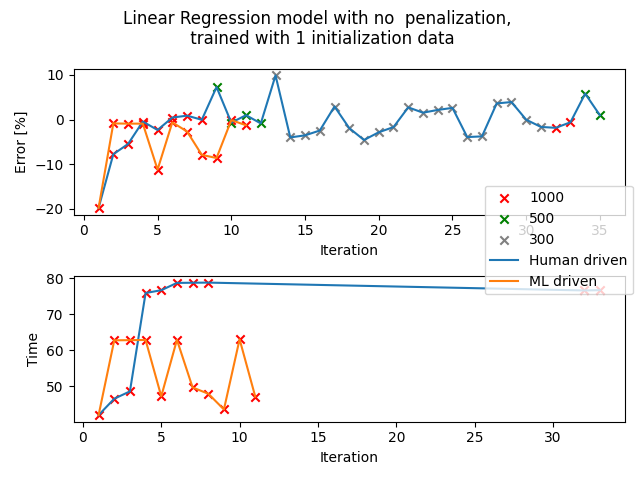 Linear Regression model with no  penalization,
trained with 1 initialization data
10
0
−10
−20
Error [%]
0 5 10 15 20 25 30 35
Iteration
1000
500
300
Human driven
ML driven
80
70
60
50
Time
0 5 10 15 20 25 30
Iteration